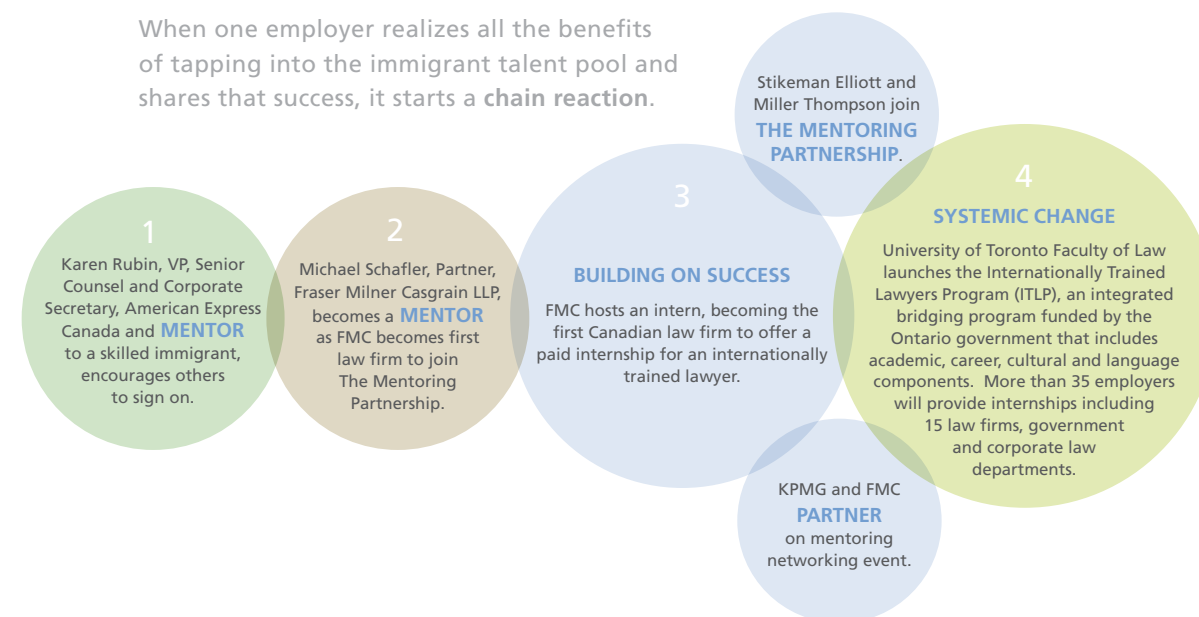 When one employer realizes all the benefits
of tapping into the immigrant talent pool and
shares that success, it starts a chain reaction.
1
Karen Rubin, VP, Senior
Counsel and Corporate
Secretary, American Express
Canada and MENTOR
to a skilled immigrant,
encourages others
to sign on.
2
Michael Schafler, Partner,
Fraser Milner Casgrain LLP,
becomes a MENTOR
as FMC becomes first
law firm to join
The Mentoring
Partnership.
3
BUILDING ON SUCCESS
FMC hosts an intern, becoming the
first Canadian law firm to offer a
paid internship for an internationally
trained lawyer.
Stikeman Elliott and
Miller Thompson join
THE MENTORING
PARTNERSHIP.
KPMG and FMC
PARTNER
on mentoring
networking event.
4
SYSTEMIC CHANGE
University of Toronto Faculty of Law
launches the Internationally Trained
Lawyers Program (ITLP), an integrated
bridging program funded by the
Ontario government that includes
academic, career, cultural and language
components. More than 35 employers
will provide internships including
15 law firms, government
and corporate law
departments.